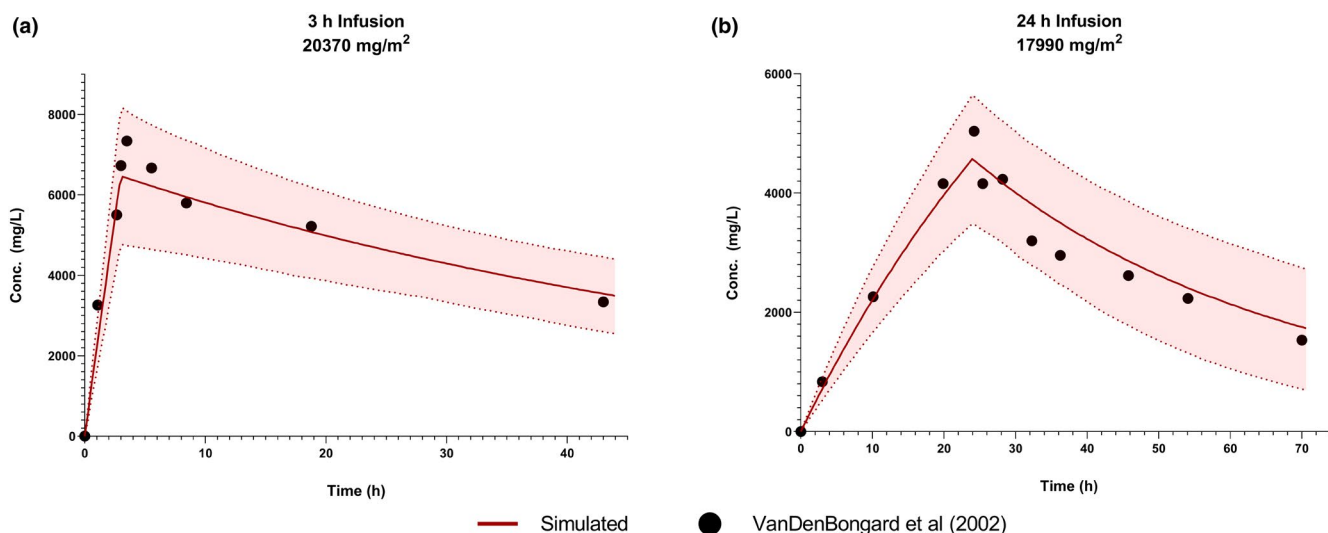 (a)
3 h Infusion
20370 mg/m²
8000
6000
4000
2000
0
Conc. (mg/L)
0 10 20 30 40
Time (h)
(b)
24 h Infusion
17990 mg/m²
6000
4000
2000
0
Conc. (mg/L)
0 10 20 30 40 50 60 70
Time (h)
Simulated
VanDenBongard et al (2002)